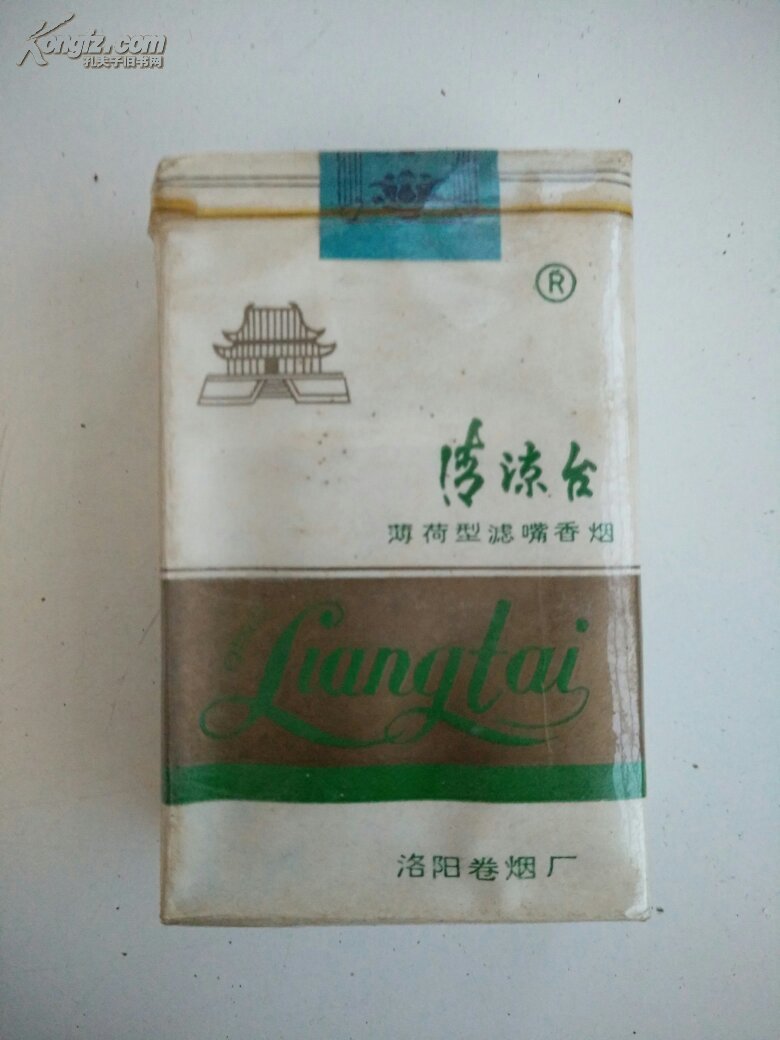 Kongfz.com
孔夫子旧书网
®
清凉台
薄荷型滤嘴香烟
Liangtai
洛阳卷烟厂